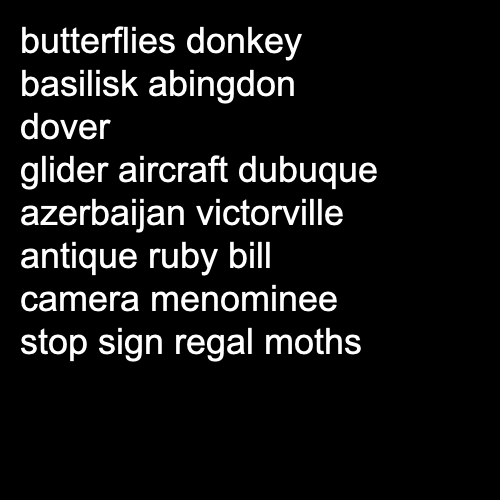 butterflies donkey
basilisk abingdon
dover
glider aircraft dubuque
azerbaijan victorville
antique ruby bill
camera menominee
stop sign regal moths